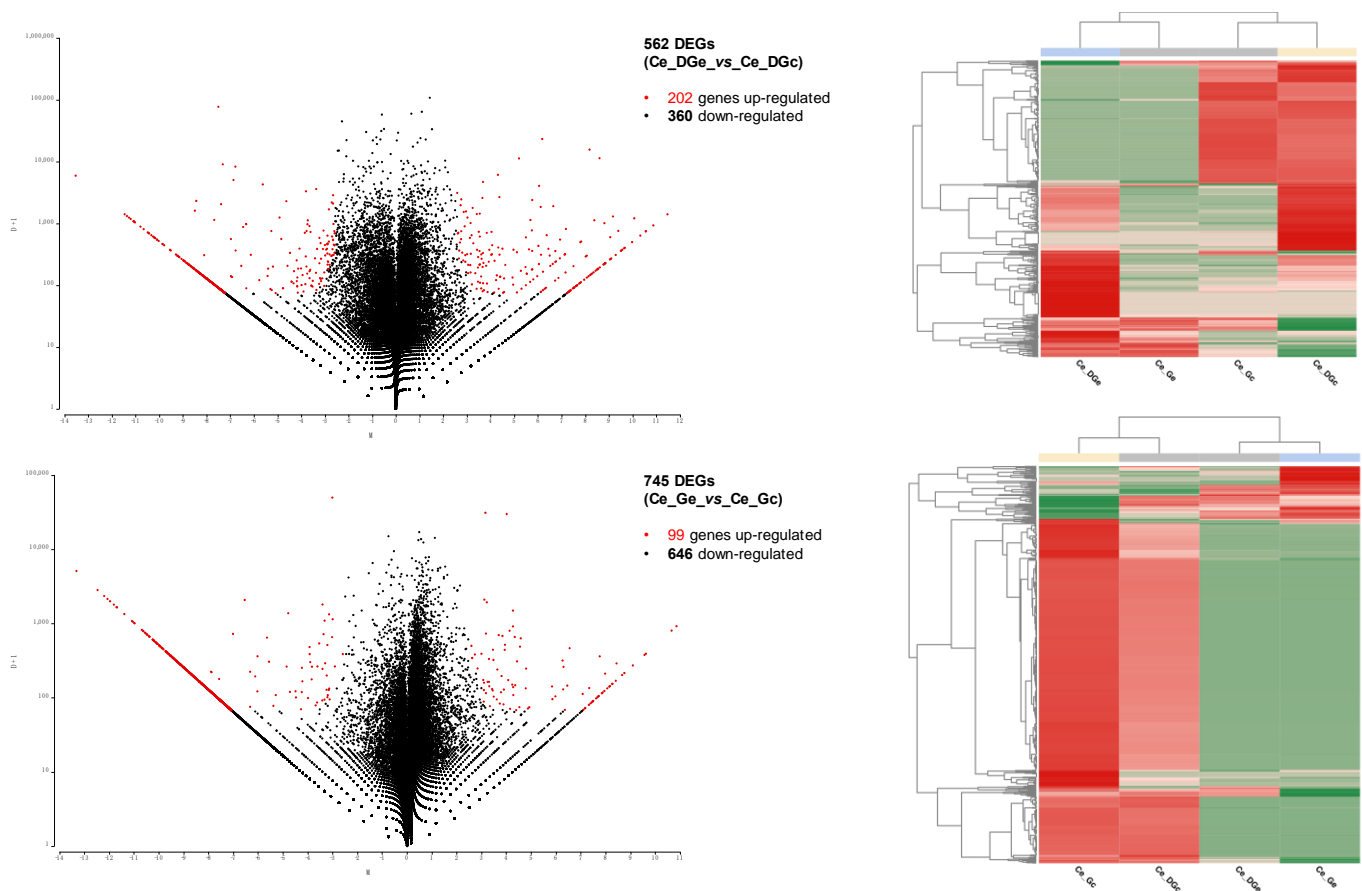 1,000,000
100,000
10,000
1,000
100
10
1
D + 1
-14 -13 -12 -11 -10 -9 -8 -7 -6 -5 -4 -3 -2 -1 0 1 2 3 4 5 6 7 8 9 10 11 12
M
562 DEGs
(Ce_DGe_vs_Ce_DGc)
• 202 genes up-regulated
• 360 down-regulated
Ce_DGe Ce_Ge Ce_Gc Ce_DGc
100,000
10,000
1,000
100
10
1
D + 1
-14 -13 -12 -11 -10 -9 -8 -7 -6 -5 -4 -3 -2 -1 0 1 2 3 4 5 6 7 8 9 10 11
M
745 DEGs
(Ce_Ge_vs_Ce_Gc)
• 99 genes up-regulated
• 646 down-regulated
Ce_Gc Ce_DGc Ce_DGe Ce_Ge